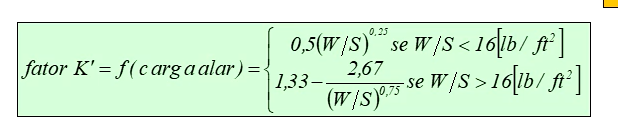 fator K' = f(c arg a alar) = { 0,5(W/S)^0,25 se W/S < 16[lb/ft²]
1,33 − 2,67/(W/S)^0,75 se W/S > 16[lb/ft²]